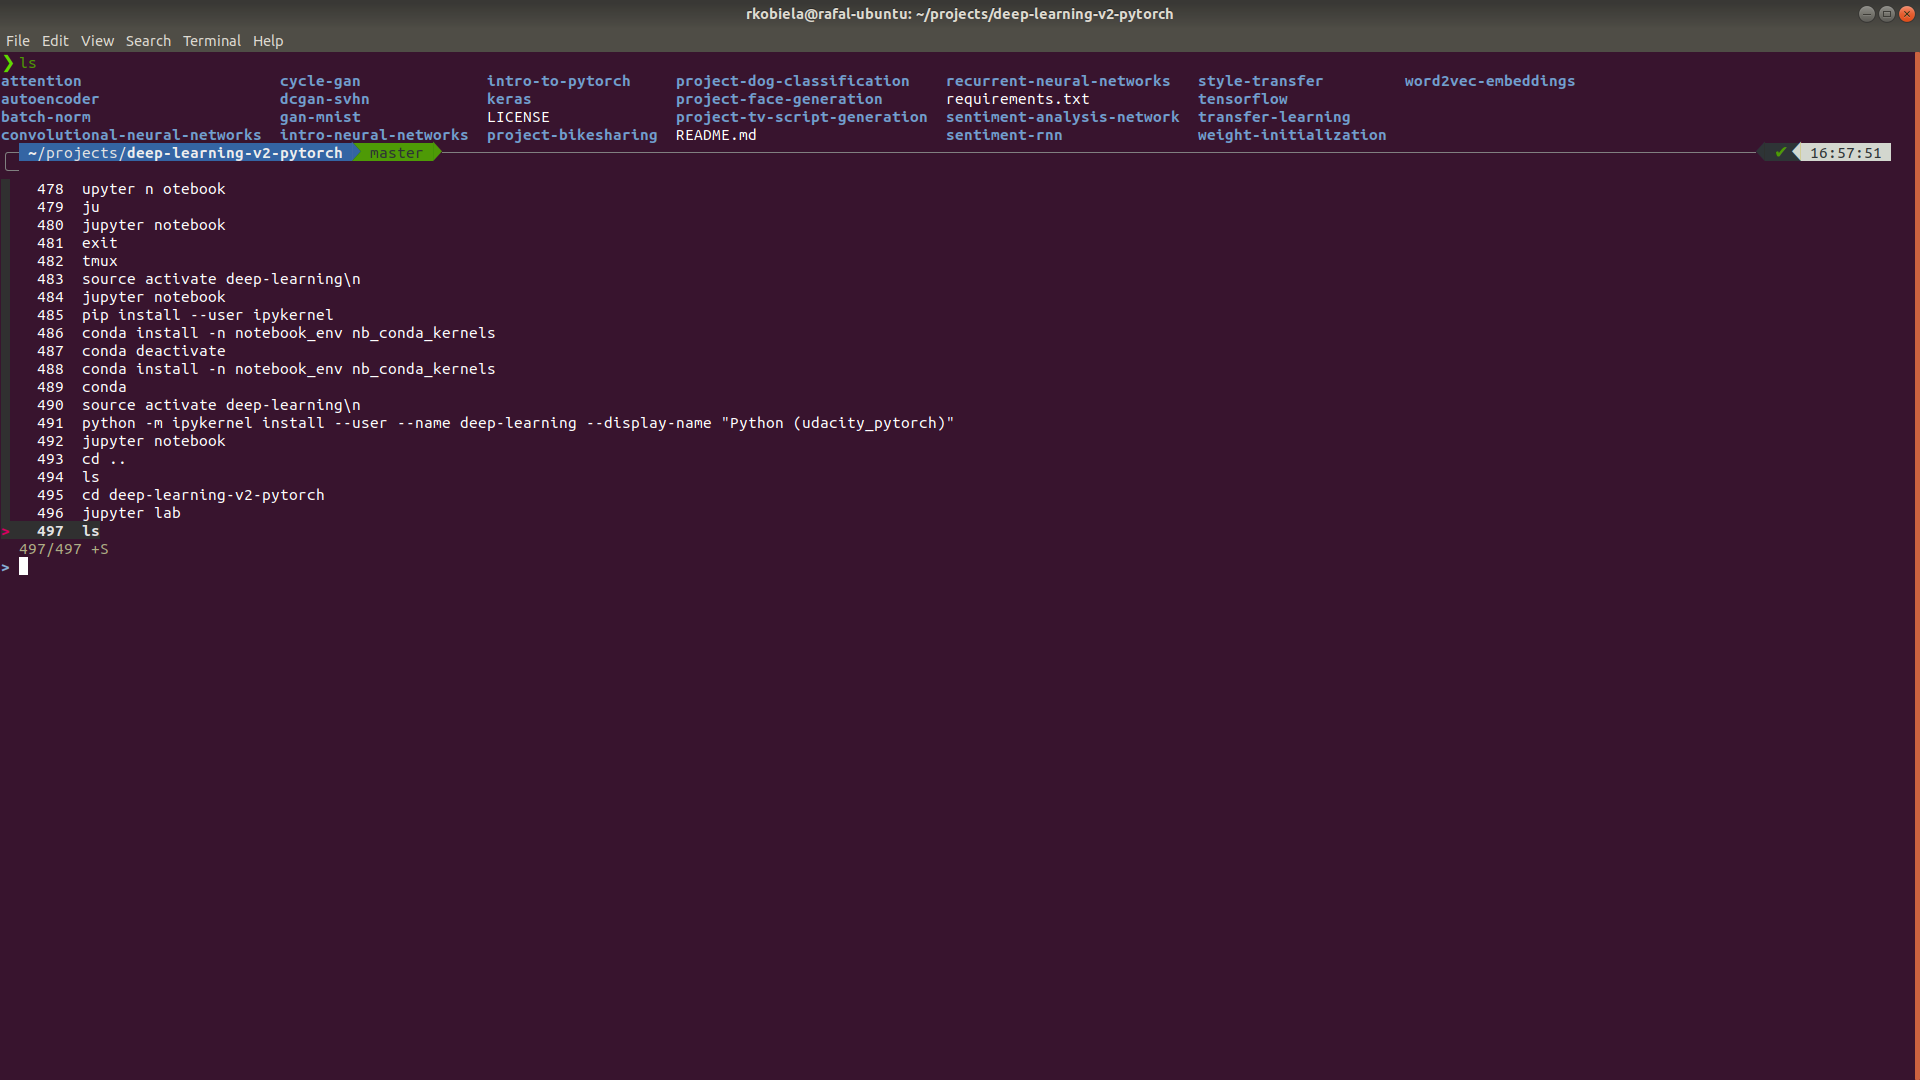 rkobiela@rafal-ubuntu: ~/projects/deep-learning-v2-pytorch
File Edit View Search Terminal Help
❯ ls
attention cycle-gan intro-to-pytorch project-dog-classification recurrent-neural-networks style-transfer word2vec-embeddings
autoencoder dcgan-svhn keras project-face-generation requirements.txt tensorflow
batch-norm gan-mnist LICENSE project-tv-script-generation sentiment-analysis-network transfer-learning
convolutional-neural-networks intro-neural-networks project-bikesharing README.md sentiment-rnn weight-initialization
~/projects/deep-learning-v2-pytorch master ✔ 16:57:51
478 upyter n otebook
479 ju
480 jupyter notebook
481 exit
482 tmux
483 source activate deep-learning\n
484 jupyter notebook
485 pip install --user ipykernel
486 conda install -n notebook_env nb_conda_kernels
487 conda deactivate
488 conda install -n notebook_env nb_conda_kernels
489 conda
490 source activate deep-learning\n
491 python -m ipykernel install --user --name deep-learning --display-name "Python (udacity_pytorch)"
492 jupyter notebook
493 cd ..
494 ls
495 cd deep-learning-v2-pytorch
496 jupyter lab
> 497 ls
497/497 +S
>